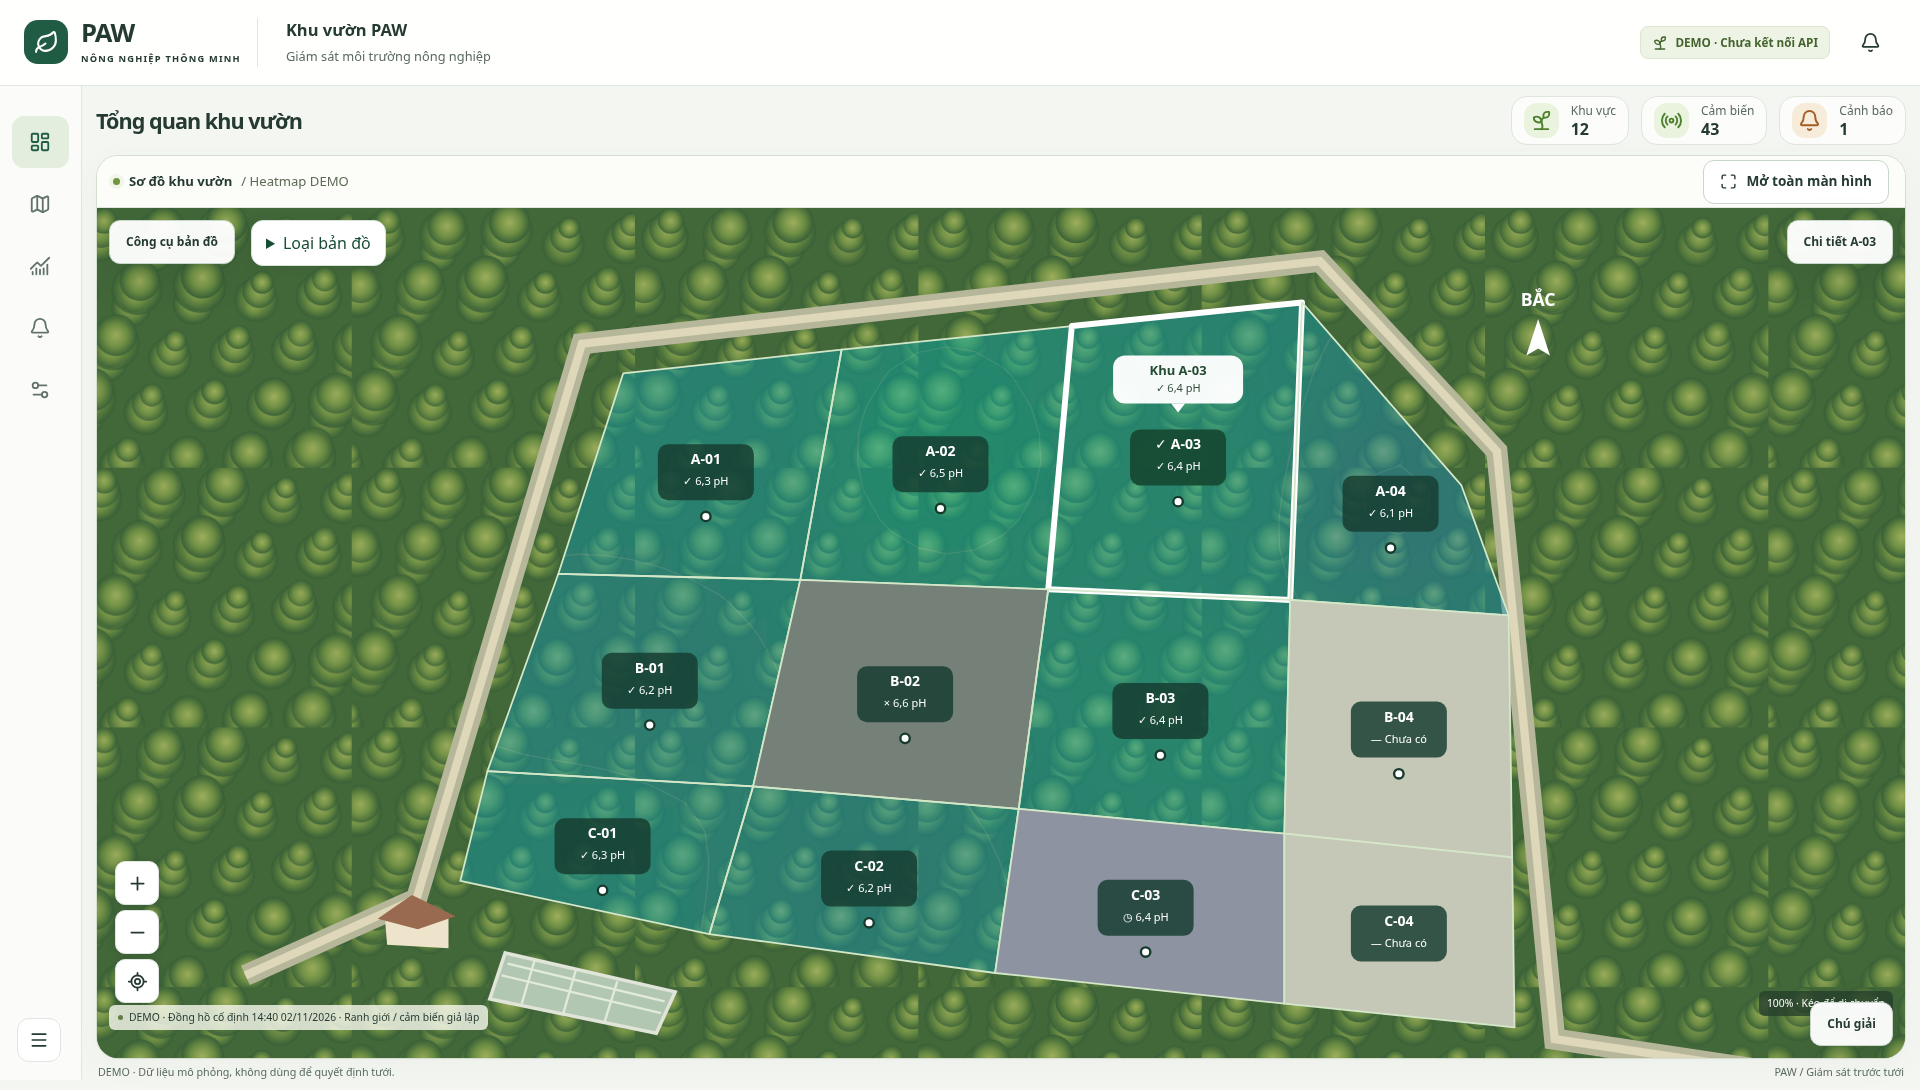 PAW
NÔNG NGHIỆP THÔNG MINH
Khu vườn PAW
Giám sát môi trường nông nghiệp
DEMO · Chưa kết nối API
Tổng quan khu vườn
Khu vực
12
Cảm biến
43
Cảnh báo
1
Sơ đồ khu vườn / Heatmap DEMO
Mở toàn màn hình
Công cụ bản đồ
▶ Loại bản đồ
Chi tiết A-03
BẮC
Khu A-03
✓ 6,4 pH
A-01
✓ 6,3 pH
A-02
✓ 6,5 pH
✓ A-03
✓ 6,4 pH
A-04
✓ 6,1 pH
B-01
✓ 6,2 pH
B-02
× 6,6 pH
B-03
✓ 6,4 pH
B-04
— Chưa có
C-01
✓ 6,3 pH
C-02
✓ 6,2 pH
C-03
◷ 6,4 pH
C-04
— Chưa có
DEMO · Đồng hồ cố định 14:40 02/11/2026 · Ranh giới / cảm biến giả lập
100% · Kéo để di chuyển
Chú giải
DEMO · Dữ liệu mô phỏng, không dùng để quyết định tưới.
PAW / Giám sát trước tưới